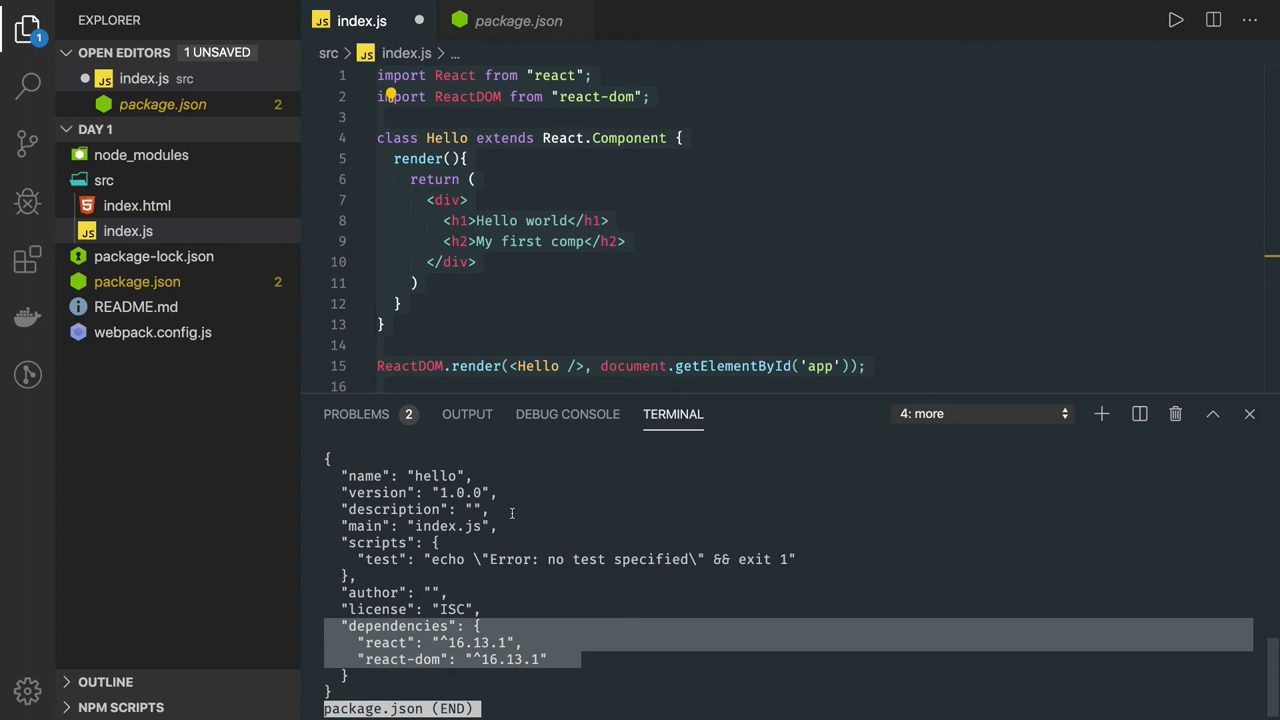 EXPLORER
OPEN EDITORS 1 UNSAVED
index.js src
package.json 2
DAY 1
node_modules
src
index.html
index.js
package-lock.json
package.json 2
README.md
webpack.config.js
OUTLINE
NPM SCRIPTS
1
JS index.js
package.json
src > JS index.js > ...
1 import React from "react";
2 import ReactDOM from "react-dom";
3
4 class Hello extends React.Component {
5 render(){
6 return (
7 <div>
8 <h1>Hello world</h1>
9 <h2>My first comp</h2>
10 </div>
11 )
12 }
13 }
14
15 ReactDOM.render(<Hello />, document.getElementById('app'));
16
PROBLEMS 2 OUTPUT DEBUG CONSOLE TERMINAL 4: more
{
"name": "hello",
"version": "1.0.0",
"description": "",
"main": "index.js",
"scripts": {
"test": "echo \"Error: no test specified\" && exit 1"
},
"author": "",
"license": "ISC",
"dependencies": {
"react": "^16.13.1",
"react-dom": "^16.13.1"
}
}
package.json (END)